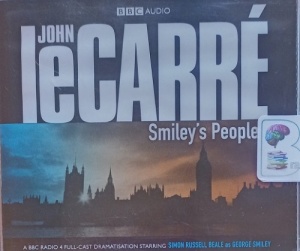 BBC AUDIO
JOHN
leCARRÉ
Smiley's People
A BBC RADIO 4 FULL-CAST DRAMATISATION STARRING SIMON RUSSELL BEALE AS GEORGE SMILEY